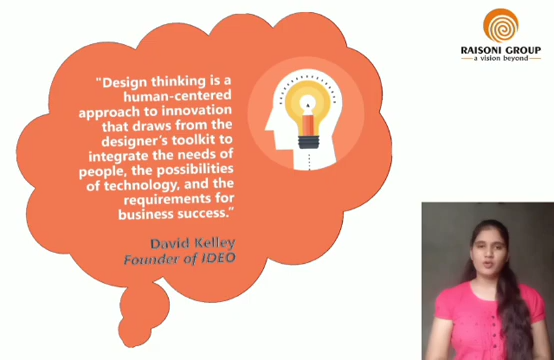 "Design thinking is a
human-centered
approach to innovation
that draws from the
designer's toolkit to
integrate the needs of
people, the possibilities
of technology, and the
requirements for
business success."
David Kelley
Founder of IDEO
RAISONI GROUP
a vision beyond